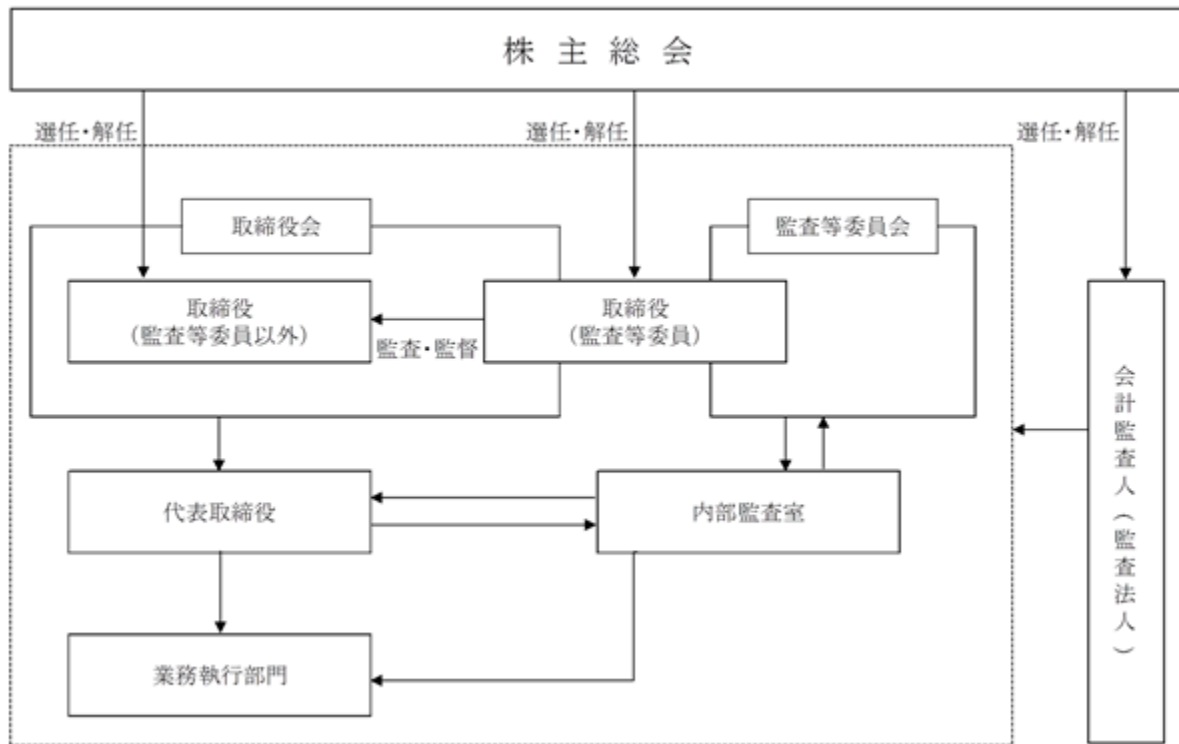 株主総会
選任・解任
選任・解任
選任・解任
取締役会
監査等委員会
取締役
（監査等委員以外）
取締役
（監査等委員）
監査・監督
会計監査人（監査法人）
代表取締役
内部監査室
業務執行部門